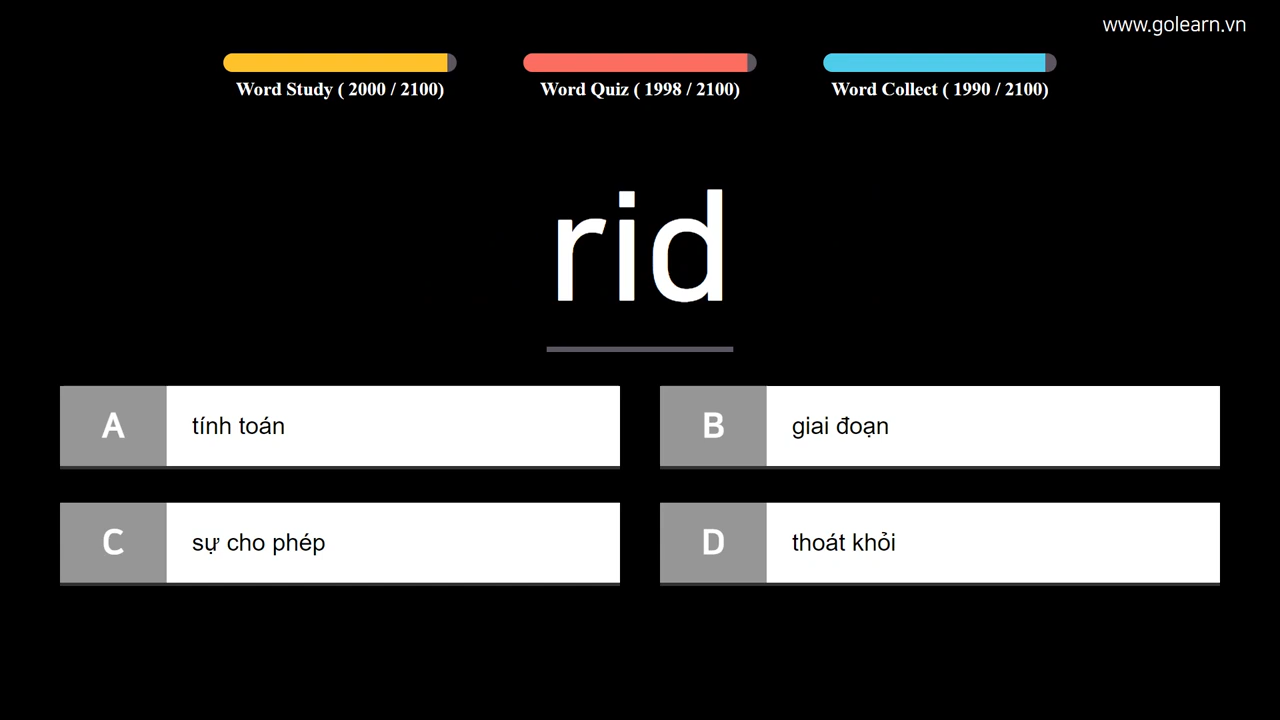 www.golearn.vn
Word Study ( 2000 / 2100)
Word Quiz ( 1998 / 2100)
Word Collect ( 1990 / 2100)
rid
A tính toán
B giai đoạn
C sự cho phép
D thoát khỏi